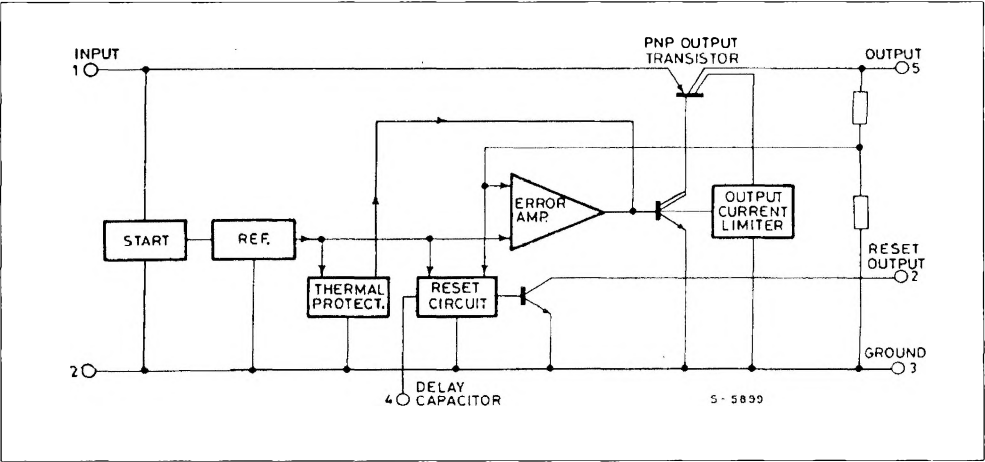 PNP OUTPUT
TRANSISTOR
INPUT
1
OUTPUT
5
ERROR
AMP.
OUTPUT
CURRENT
LIMITER
START
REF.
RESET
OUTPUT
2
THERMAL
PROTECT.
RESET
CIRCUIT
GROUND
3
2
4
DELAY
CAPACITOR
S-5899